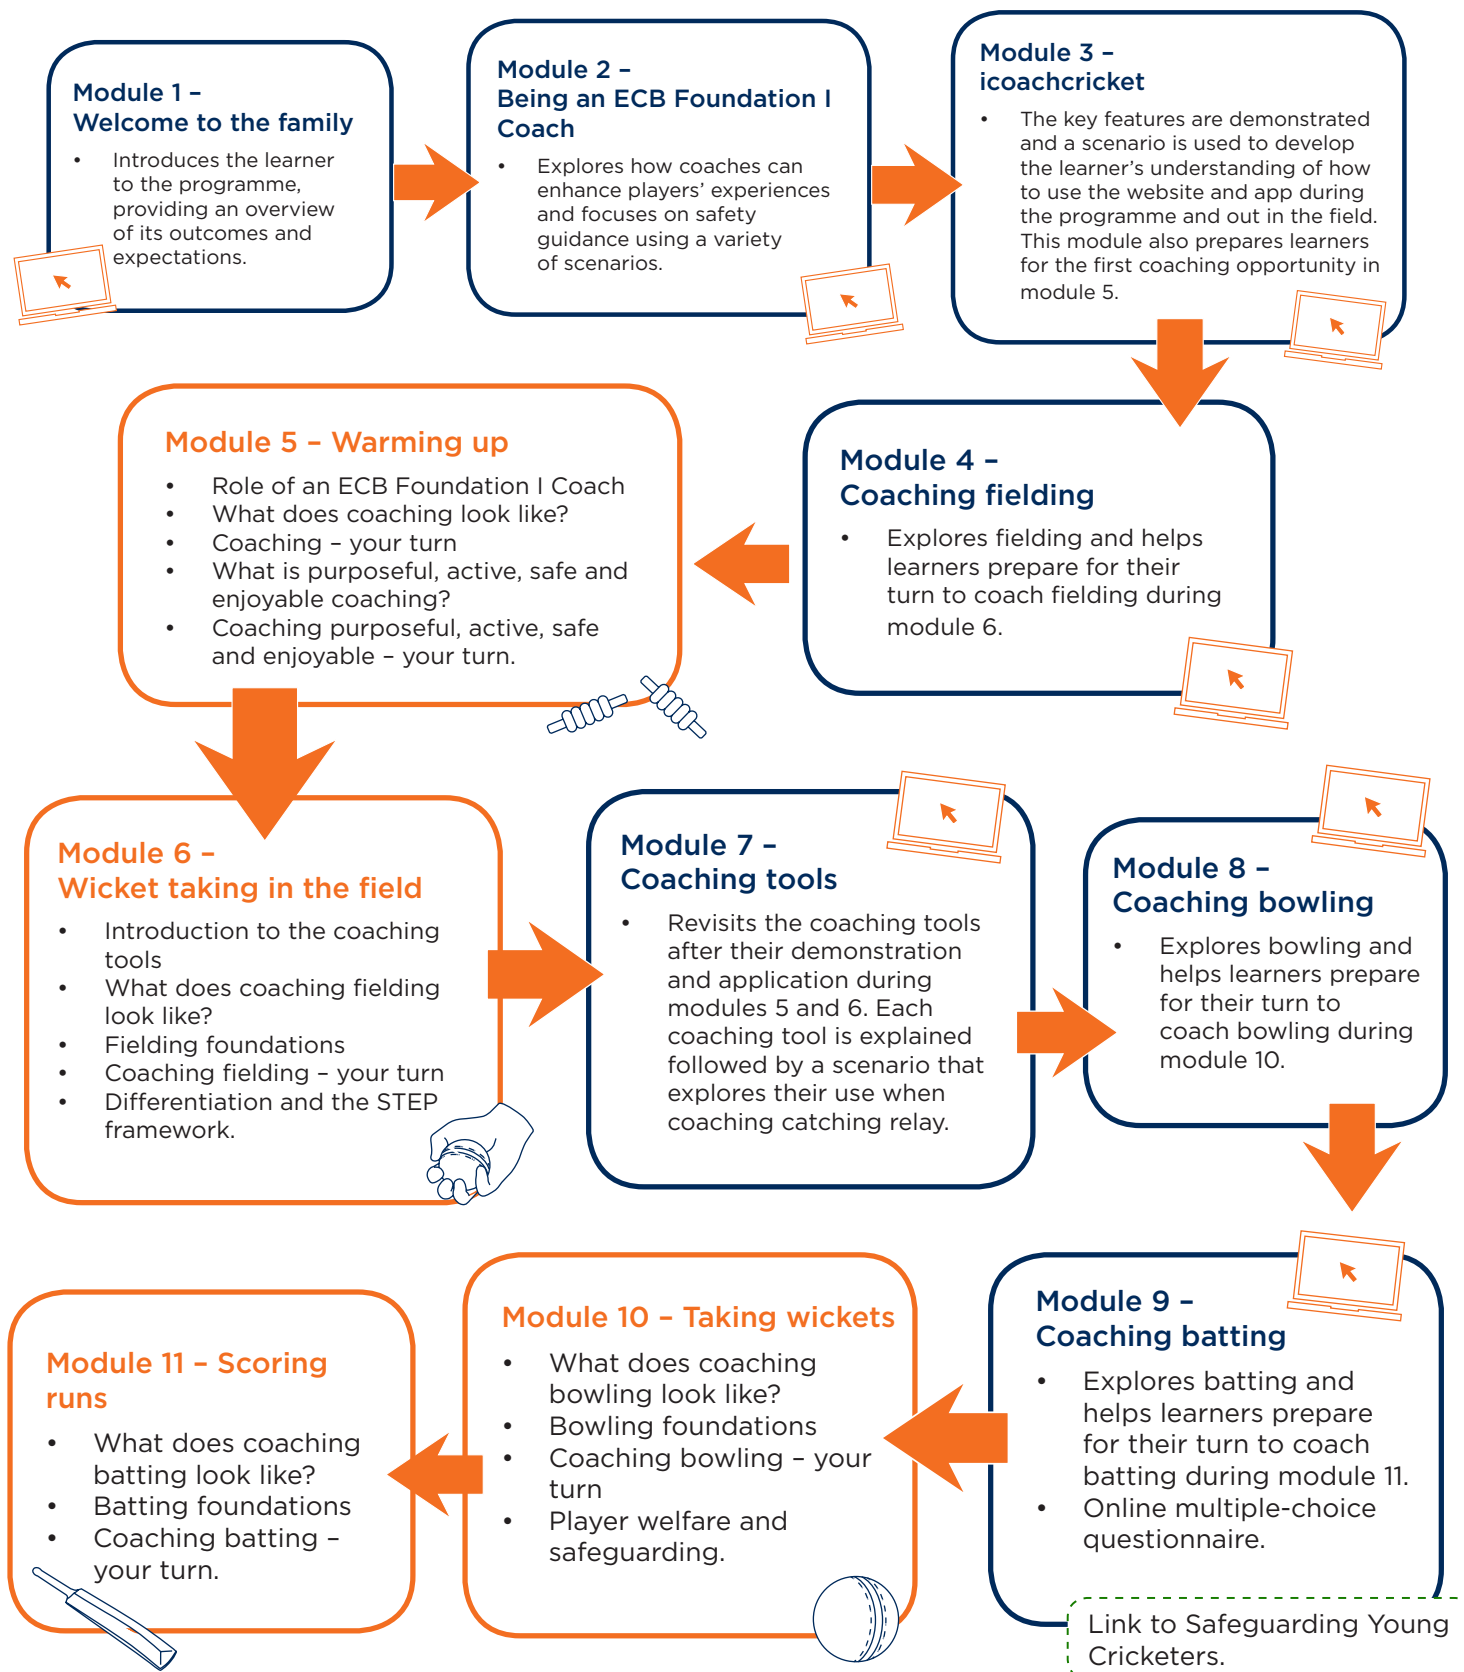 Module 1 –
Welcome to the family
• Introduces the learner
to the programme,
providing an overview
of its outcomes and
expectations.
Module 2 –
Being an ECB Foundation I
Coach
• Explores how coaches can
enhance players’ experiences
and focuses on safety
guidance using a variety
of scenarios.
Module 3 –
icoachcricket
• The key features are demonstrated
and a scenario is used to develop
the learner’s understanding of how
to use the website and app during
the programme and out in the field.
This module also prepares learners
for the first coaching opportunity in
module 5.
Module 4 –
Coaching fielding
• Explores fielding and helps
learners prepare for their
turn to coach fielding during
module 6.
Module 5 – Warming up
• Role of an ECB Foundation I Coach
• What does coaching look like?
• Coaching – your turn
• What is purposeful, active, safe and
enjoyable coaching?
• Coaching purposeful, active, safe
and enjoyable – your turn.
Module 6 –
Wicket taking in the field
• Introduction to the coaching
tools
• What does coaching fielding
look like?
• Fielding foundations
• Coaching fielding – your turn
• Differentiation and the STEP
framework.
Module 7 –
Coaching tools
• Revisits the coaching tools
after their demonstration
and application during
modules 5 and 6. Each
coaching tool is explained
followed by a scenario that
explores their use when
coaching catching relay.
Module 8 –
Coaching bowling
• Explores bowling and
helps learners prepare
for their turn to
coach bowling during
module 10.
Module 9 –
Coaching batting
• Explores batting and
helps learners prepare
for their turn to coach
batting during module 11.
• Online multiple-choice
questionnaire.
Link to Safeguarding Young
Cricketers.
Module 10 – Taking wickets
• What does coaching
bowling look like?
• Bowling foundations
• Coaching bowling – your
turn
• Player welfare and
safeguarding.
Module 11 – Scoring
runs
• What does coaching
batting look like?
• Batting foundations
• Coaching batting –
your turn.